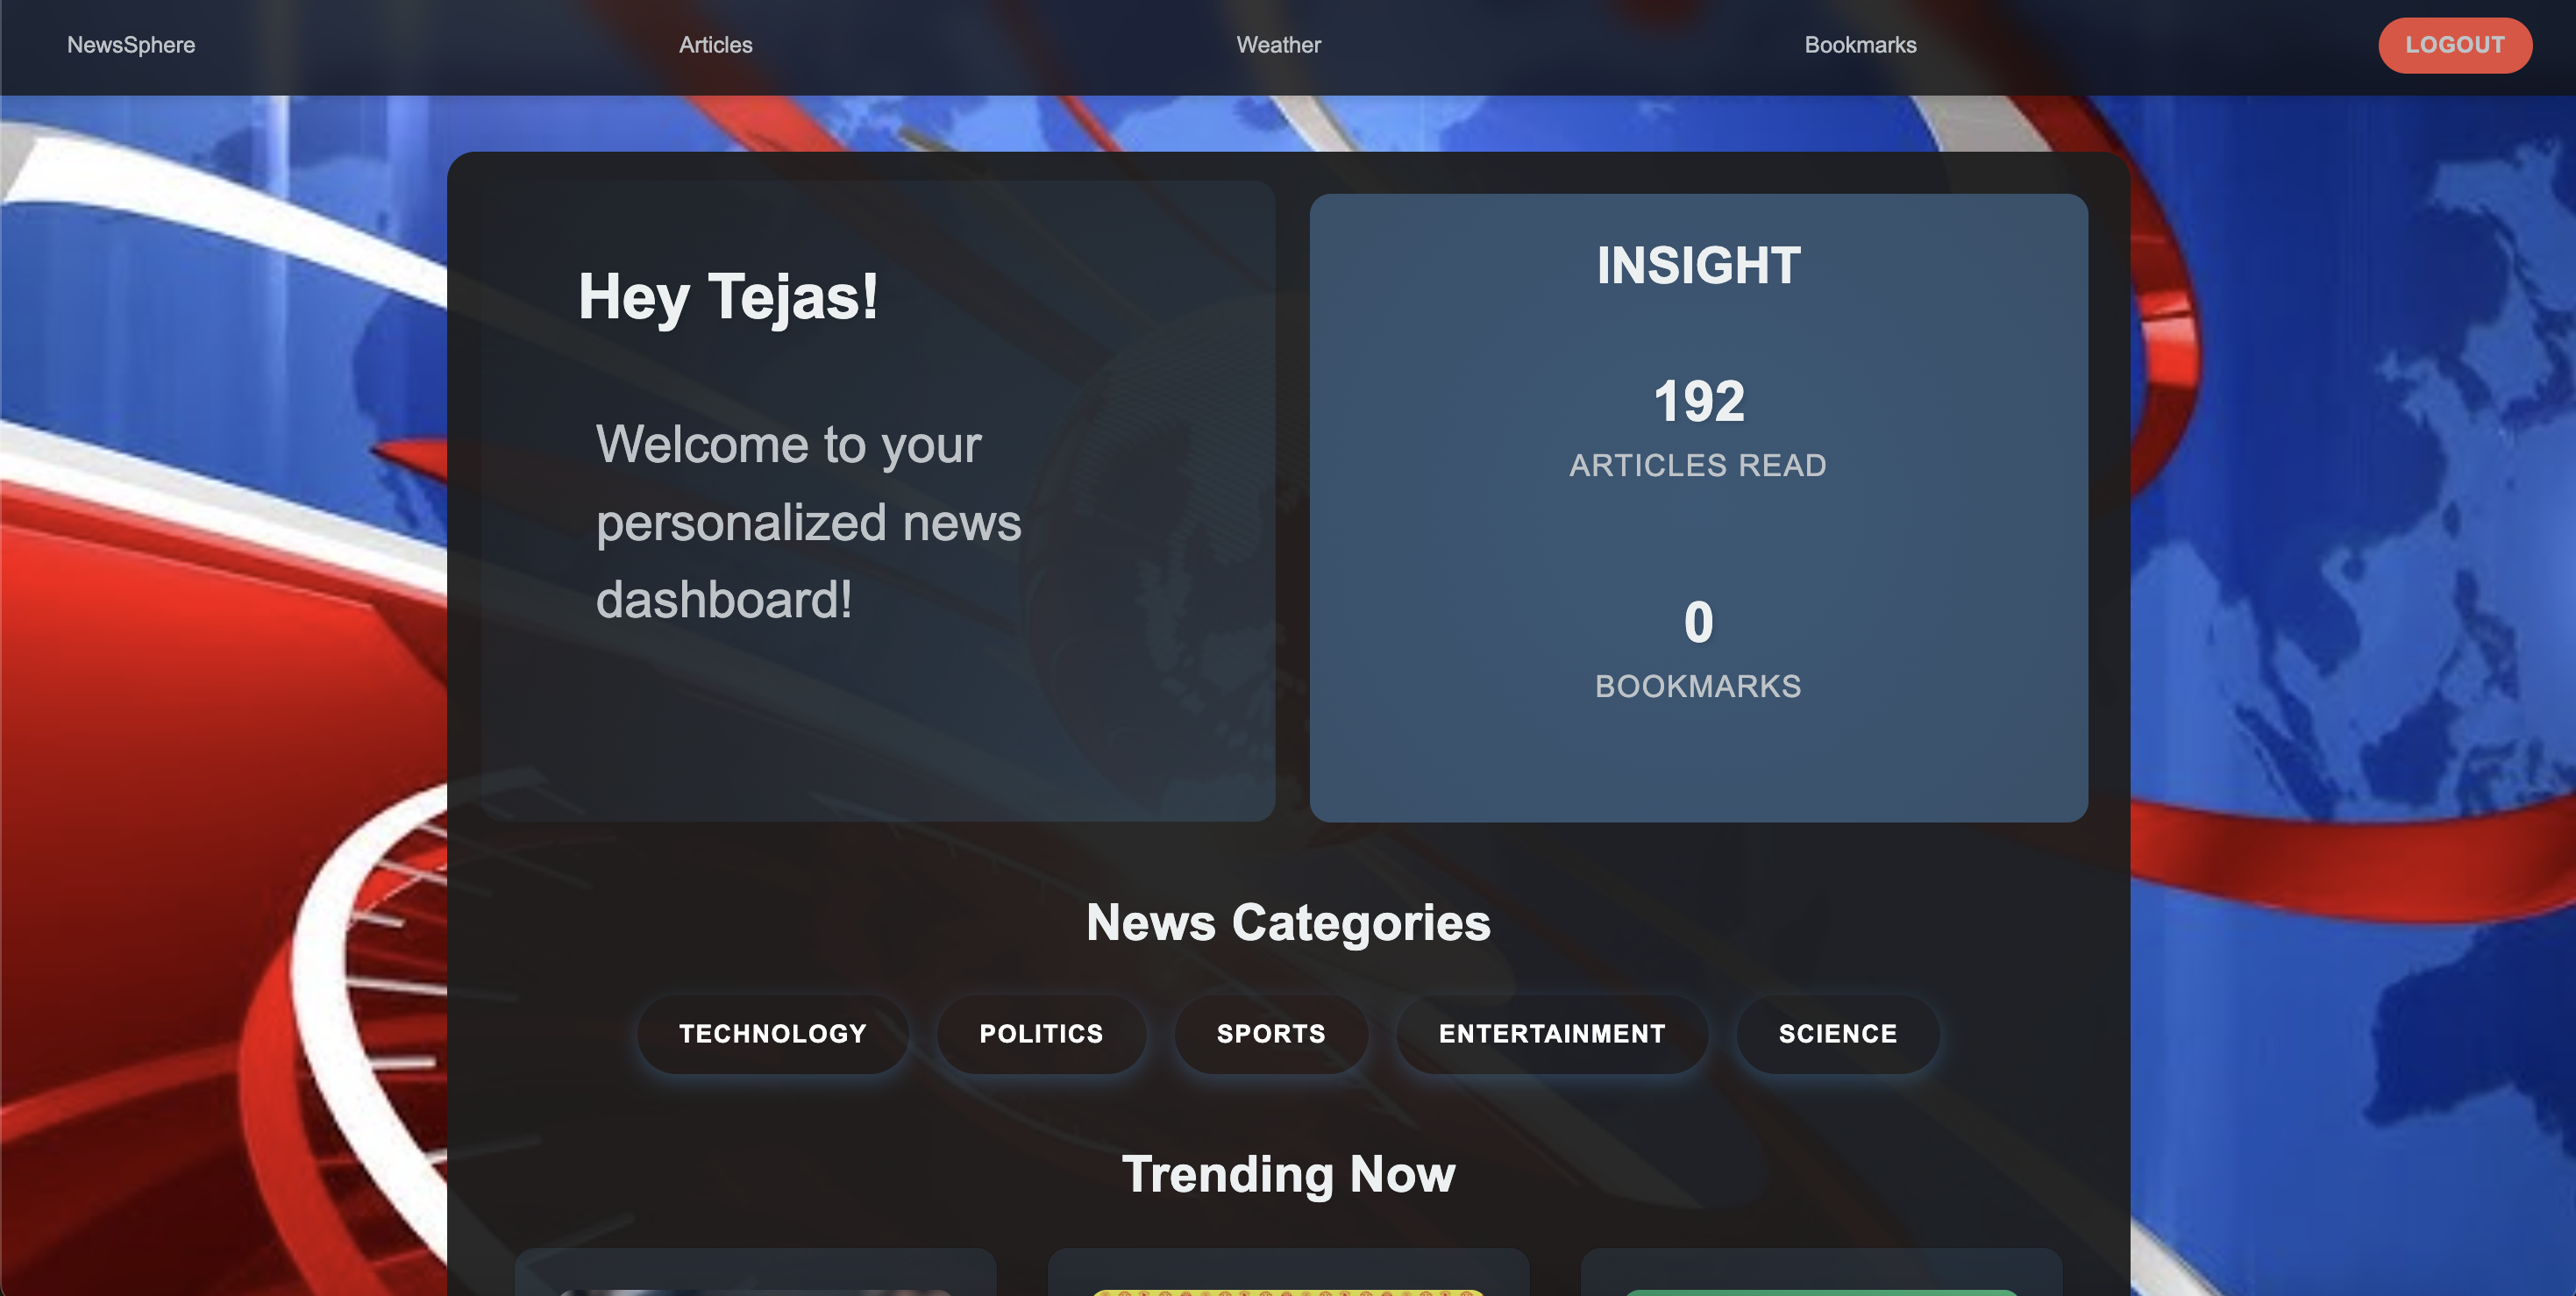 NewsSphere
Articles
Weather
Bookmarks
LOGOUT
Hey Tejas!
Welcome to your
personalized news
dashboard!
INSIGHT
192
ARTICLES READ
0
BOOKMARKS
News Categories
TECHNOLOGY
POLITICS
SPORTS
ENTERTAINMENT
SCIENCE
Trending Now